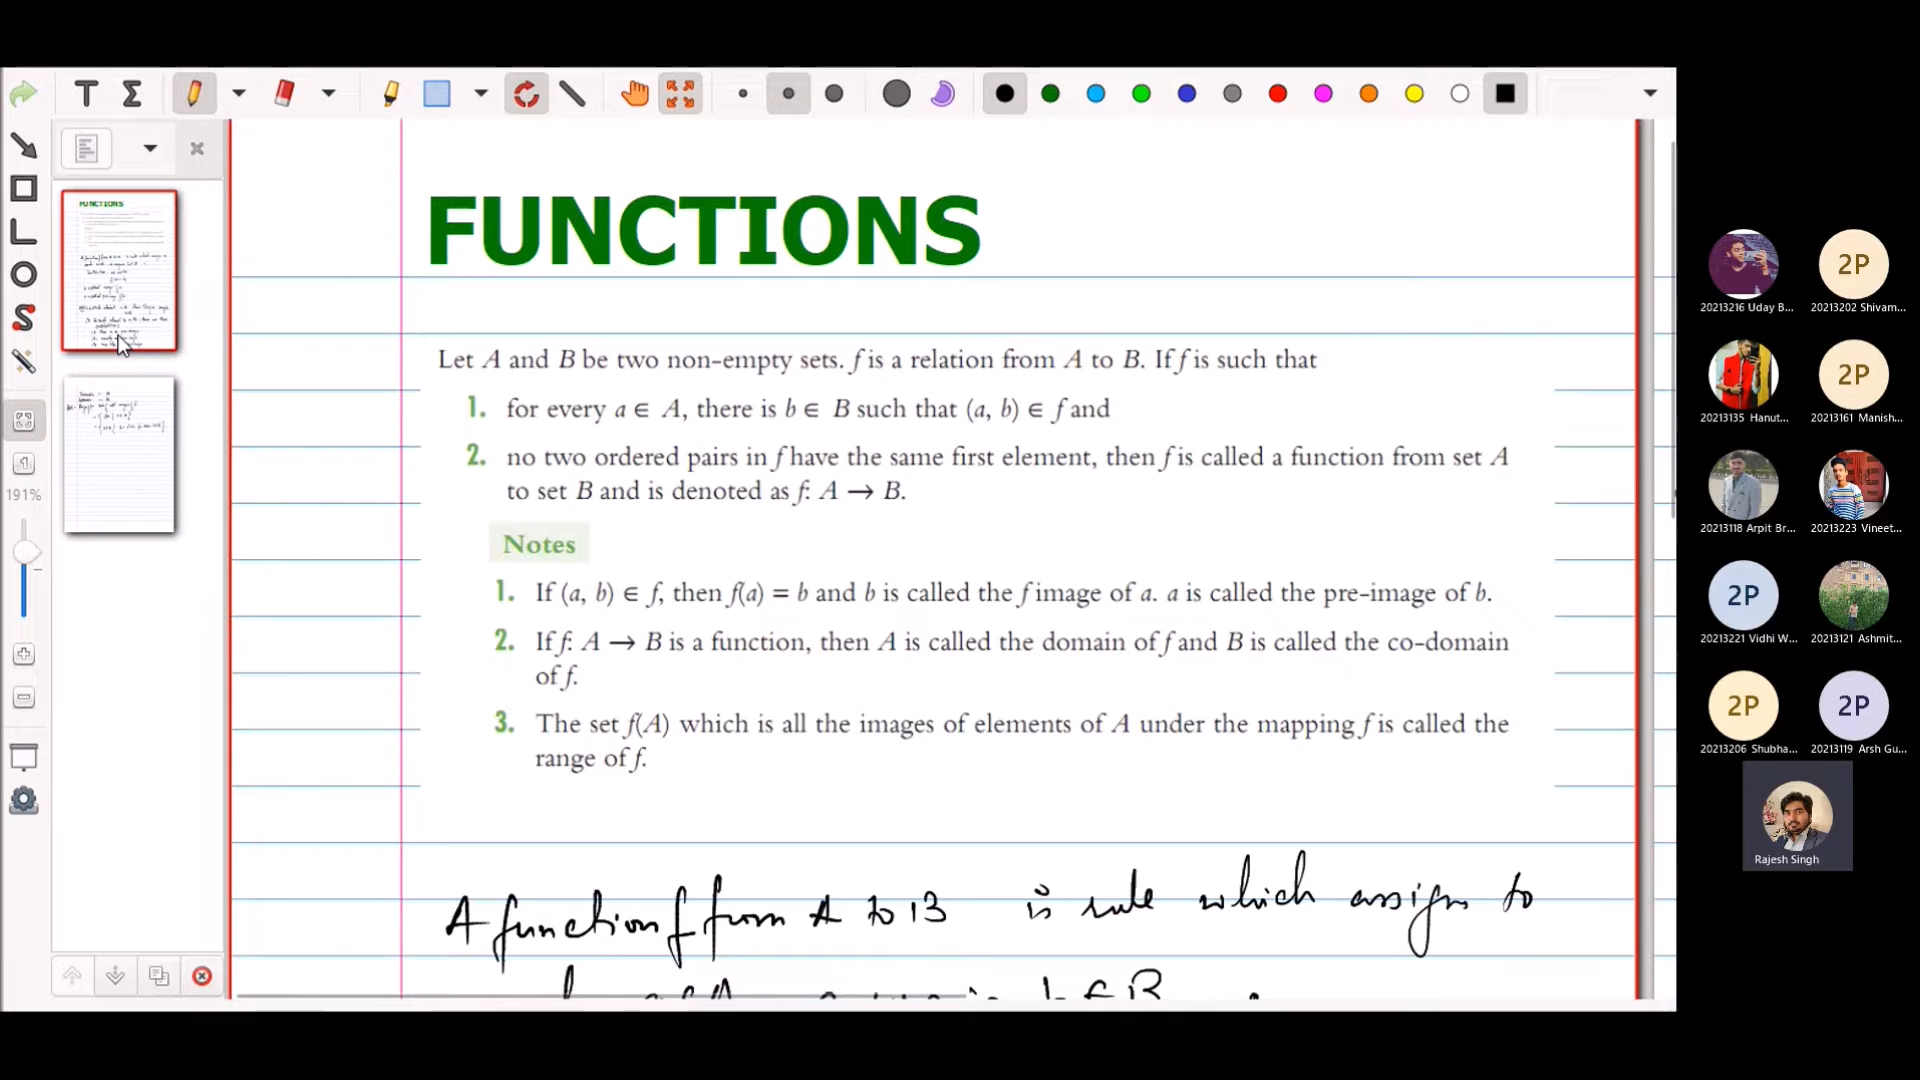 FUNCTIONS
Let A and B be two non-empty sets. f is a relation from A to B. If f is such that
1. for every a ∈ A, there is b ∈ B such that (a, b) ∈ f and
2. no two ordered pairs in f have the same first element, then f is called a function from set A
to set B and is denoted as f: A → B.
Notes
1. If (a, b) ∈ f, then f(a) = b and b is called the f image of a. a is called the pre-image of b.
2. If f: A → B is a function, then A is called the domain of f and B is called the co-domain
of f.
3. The set f(A) which is all the images of elements of A under the mapping f is called the
range of f.
A function f from A to B is rule which assign to
191%
FUNCTIONS
2P
20213216 Uday B...
20213202 Shivam...
2P
20213135 Hanut...
20213161 Manish...
20213118 Arpit Br...
20213223 Vineet...
2P
20213221 Vidhi W...
20213121 Ashmit...
2P
2P
20213206 Shubha...
20213119 Arsh Gu...
Rajesh Singh